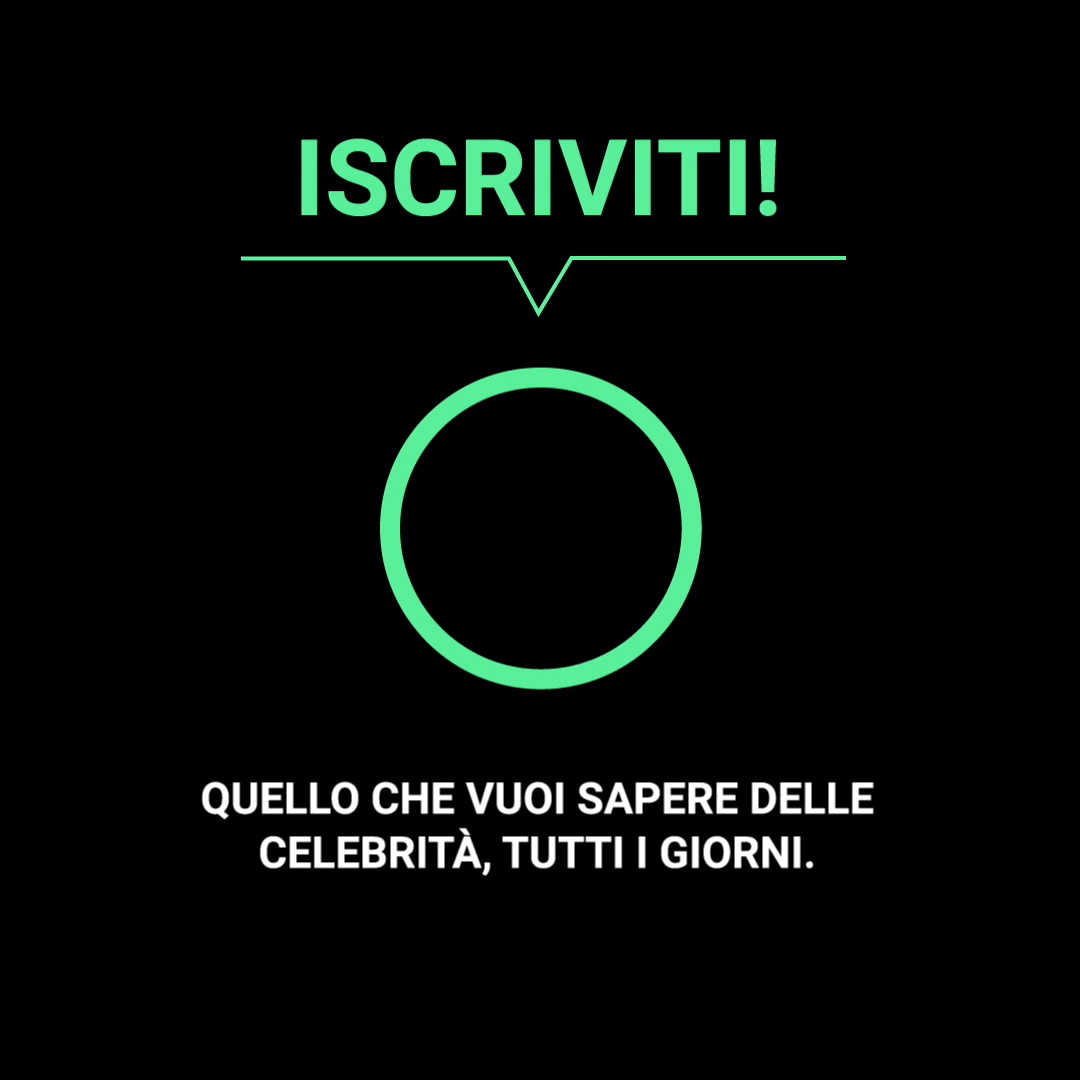 ISCRIVITI!
QUELLO CHE VUOI SAPERE DELLE
CELEBRITÀ, TUTTI I GIORNI.